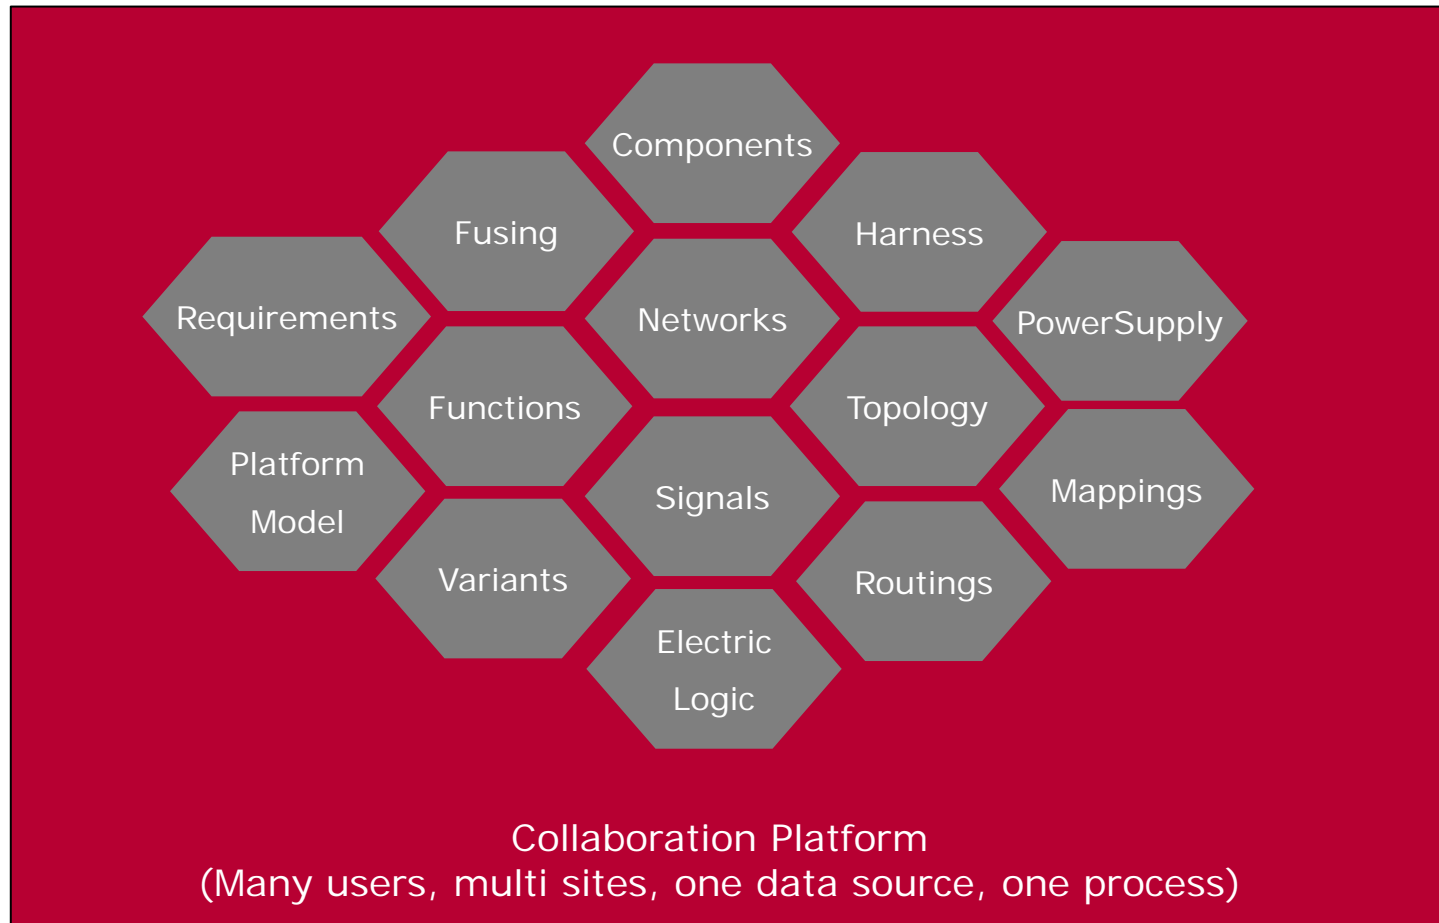 Components
Fusing
Harness
Requirements
Networks
PowerSupply
Functions
Topology
Platform
Model
Signals
Mappings
Variants
Routings
Electric
Logic
Collaboration Platform
(Many users, multi sites, one data source, one process)